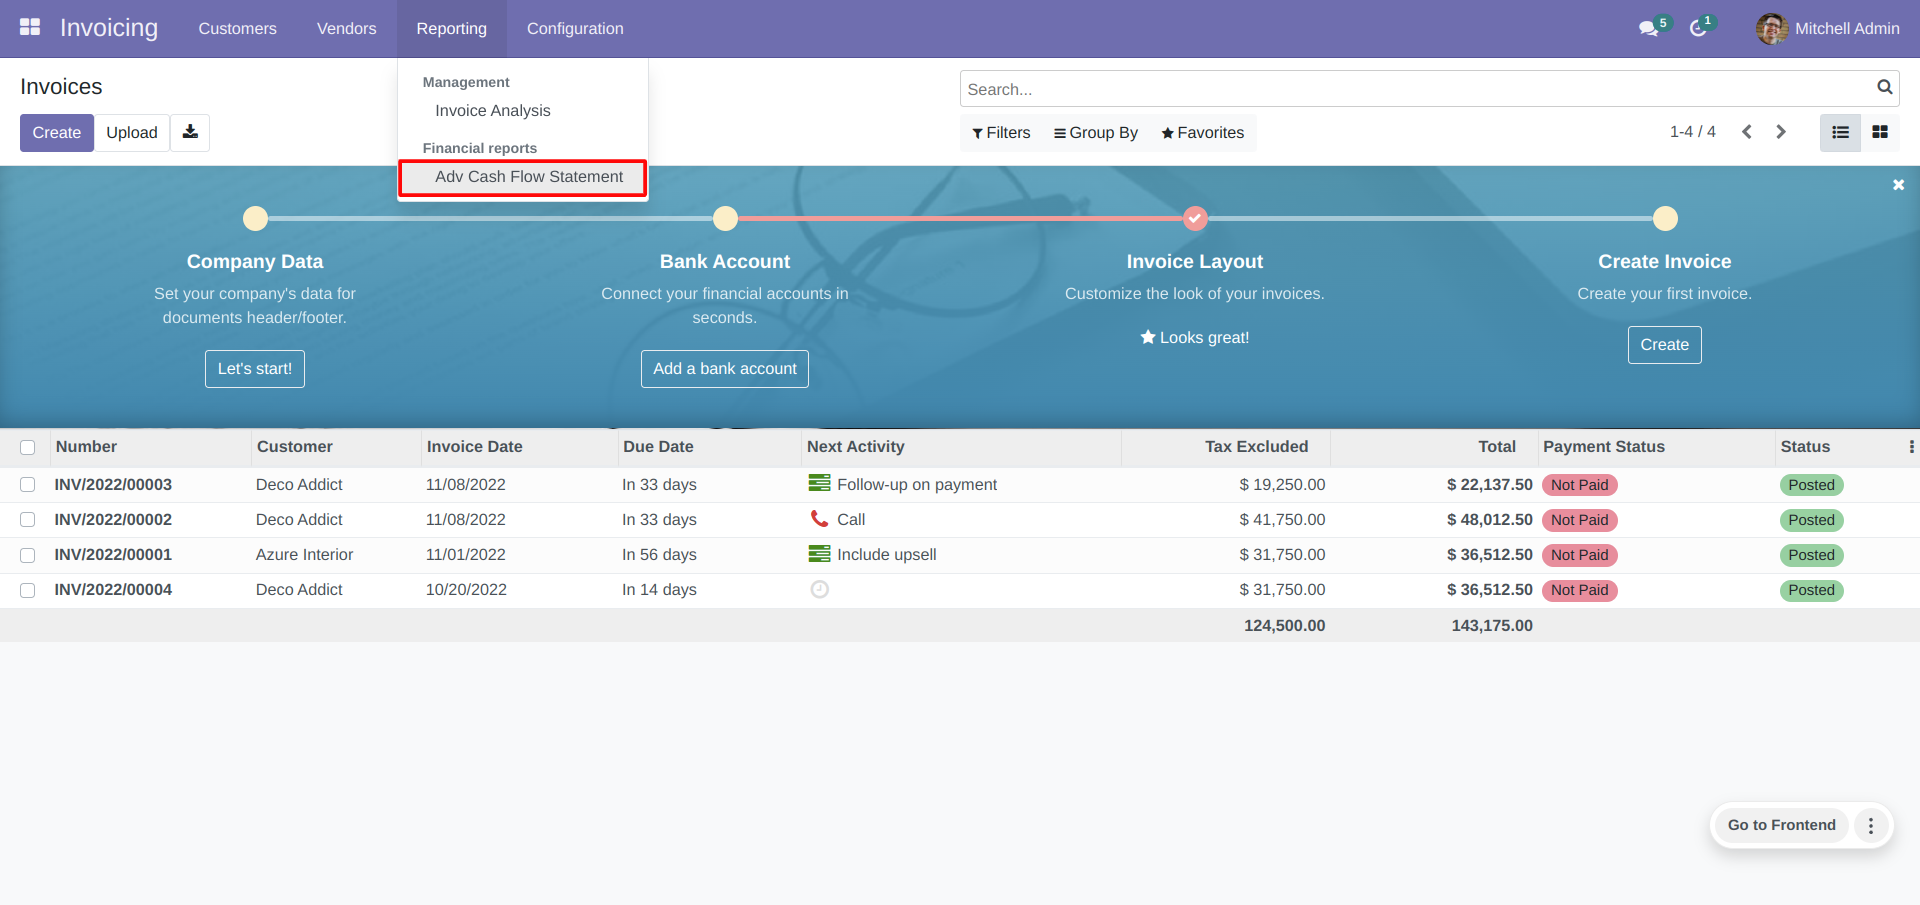 Invoicing Customers Vendors Reporting Configuration 5 1 Mitchell Admin
Invoices
Search...
Create Upload
Filters Group By Favorites 1-4 / 4
Management
Invoice Analysis
Financial reports
Adv Cash Flow Statement
Company Data Bank Account Invoice Layout Create Invoice
Set your company's data for Connect your financial accounts in Customize the look of your invoices. Create your first invoice.
documents header/footer. seconds.
Looks great!
Let's start! Add a bank account Create
Number Customer Invoice Date Due Date Next Activity Tax Excluded Total Payment Status Status
INV/2022/00003 Deco Addict 11/08/2022 In 33 days Follow-up on payment $ 19,250.00 $ 22,137.50 Not Paid Posted
INV/2022/00002 Deco Addict 11/08/2022 In 33 days Call $ 41,750.00 $ 48,012.50 Not Paid Posted
INV/2022/00001 Azure Interior 11/01/2022 In 56 days Include upsell $ 31,750.00 $ 36,512.50 Not Paid Posted
INV/2022/00004 Deco Addict 10/20/2022 In 14 days $ 31,750.00 $ 36,512.50 Not Paid Posted
124,500.00 143,175.00
Go to Frontend